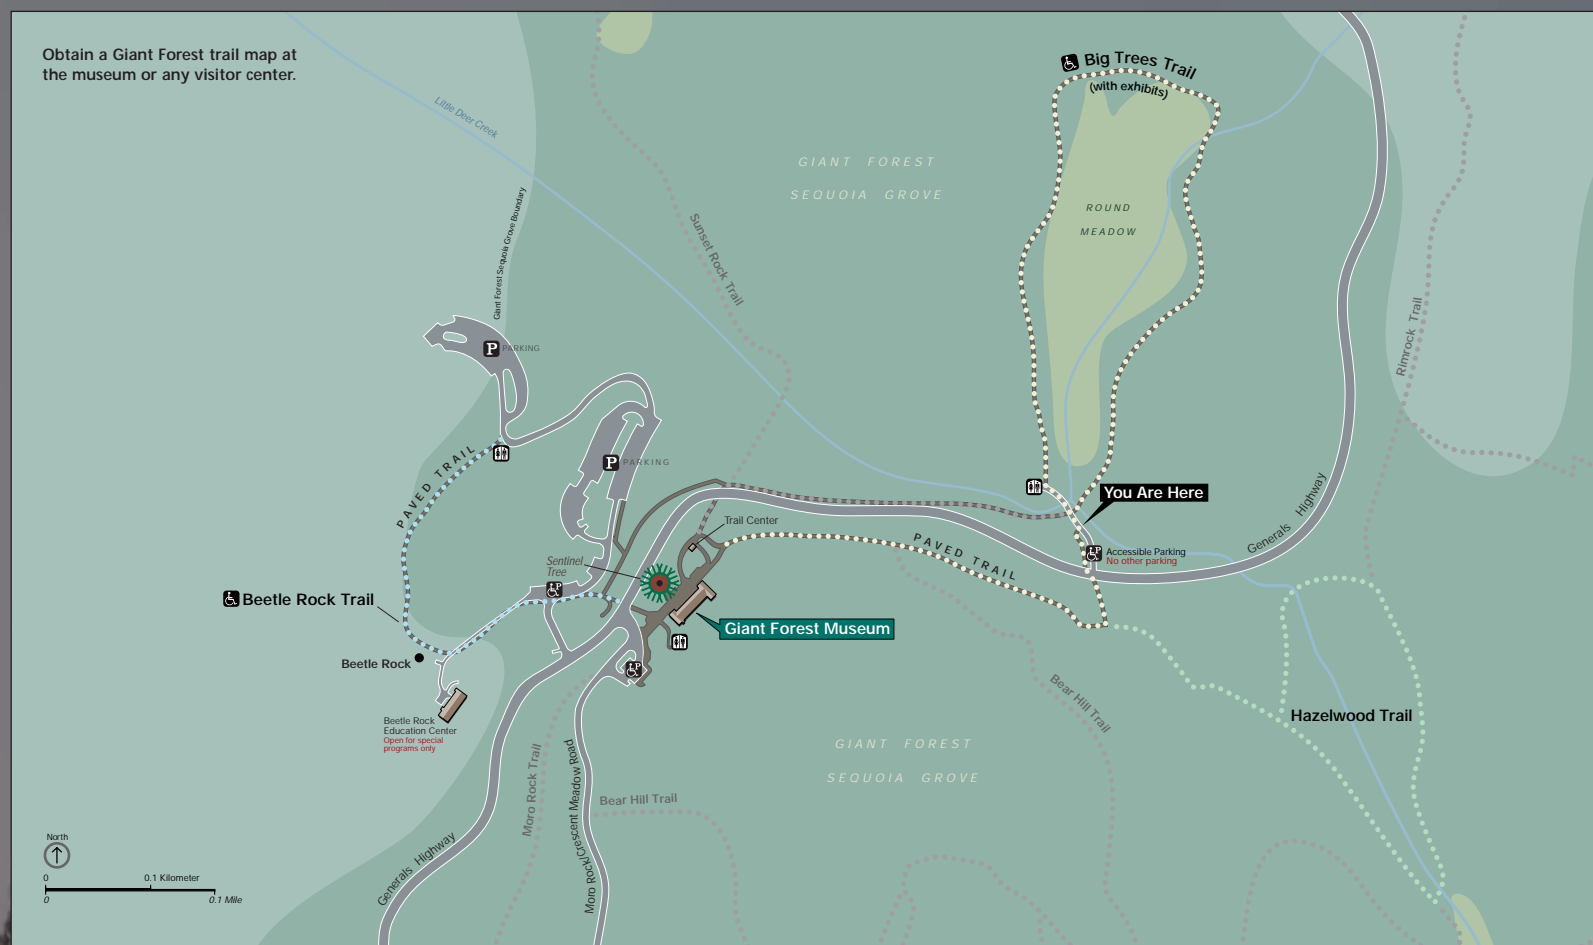 Obtain a Giant Forest trail map at
the museum or any visitor center.
Big Trees Trail
(with exhibits)
Little Deer Creek
GIANT FOREST
SEQUOIA GROVE
ROUND
MEADOW
Giant Forest Sequoia Grove Boundary
Sunset Rock Trail
Rimrock Trail
P PARKING
P PARKING
PAVED TRAIL
You Are Here
Generals Highway
Trail Center
PAVED TRAIL
P Accessible Parking
No other parking
Sentinel
Tree
P
Beetle Rock Trail
Giant Forest Museum
Beetle Rock
P
Bear Hill Trail
Hazelwood Trail
Beetle Rock
Education Center
Open for special
programs only
GIANT FOREST
SEQUOIA GROVE
Moro Rock Trail
Moro Rock/Crescent Meadow Road
Bear Hill Trail
Generals Highway
North
0 0.1 Kilometer
0 0.1 Mile